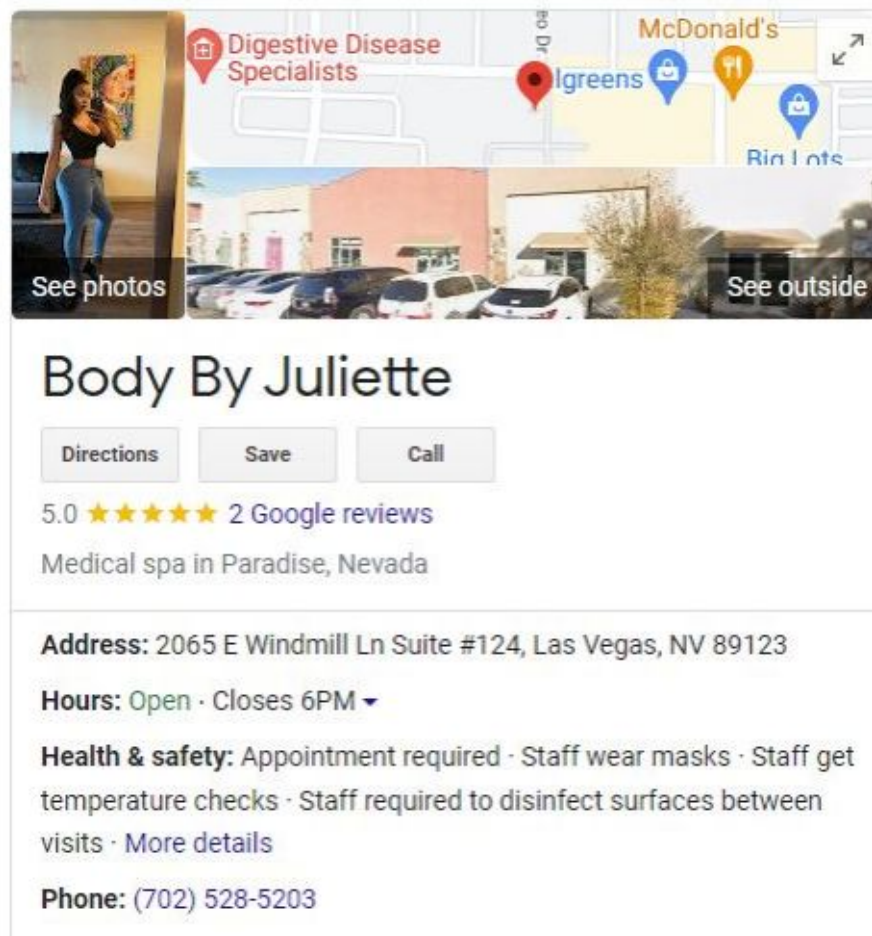 Digestive Disease
Specialists
eo Dr
lgreens
McDonald's
Big Lots
See photos
See outside
Body By Juliette
Directions
Save
Call
5.0 2 Google reviews
Medical spa in Paradise, Nevada
Address: 2065 E Windmill Ln Suite #124, Las Vegas, NV 89123
Hours: Open · Closes 6PM
Health & safety: Appointment required · Staff wear masks · Staff get
temperature checks · Staff required to disinfect surfaces between
visits · More details
Phone: (702) 528-5203